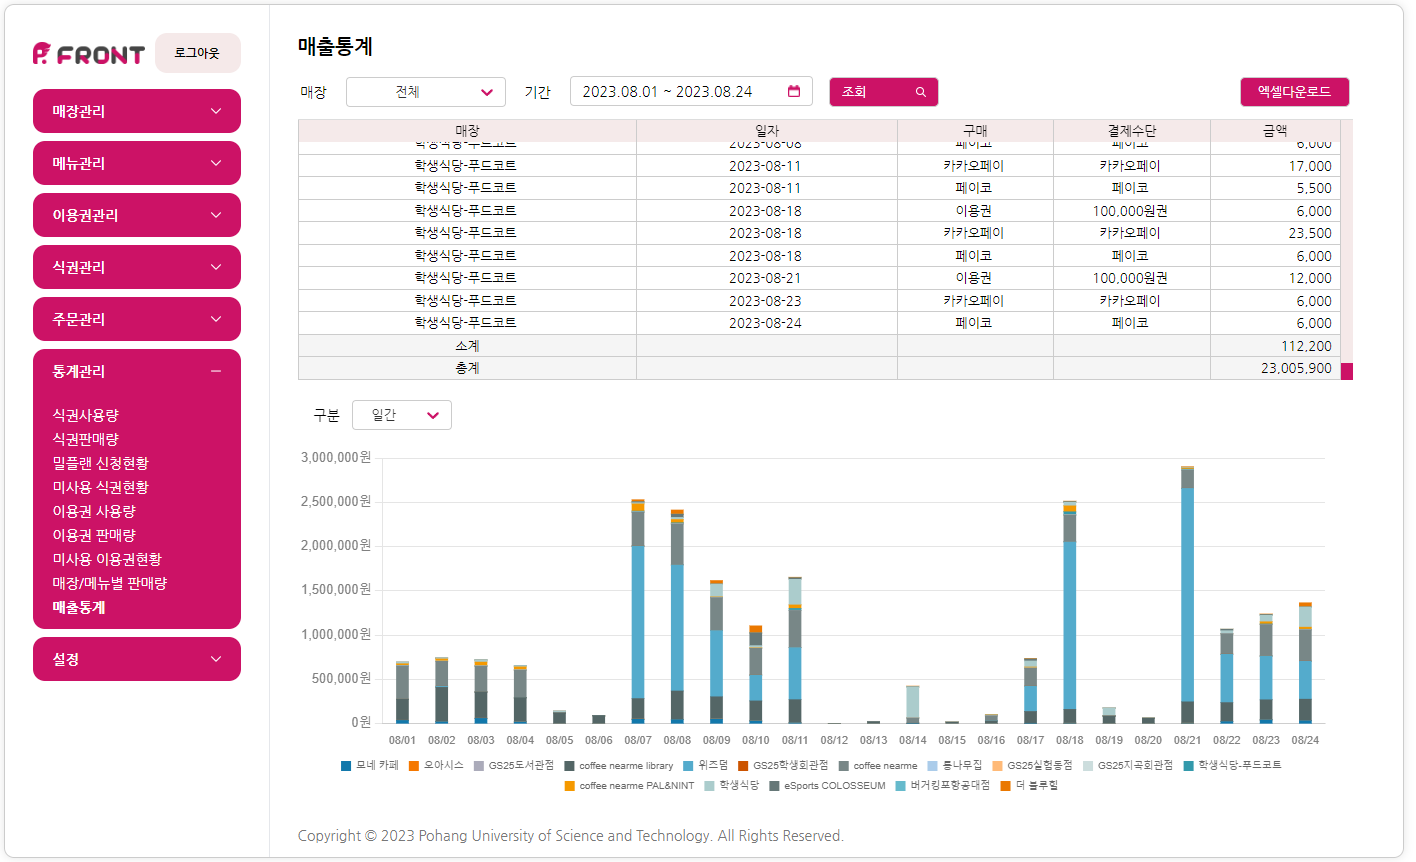 FRONT
로그아웃
매장관리
메뉴관리
이용권관리
식권관리
주문관리
통계관리
식권사용량
식권판매량
밀플랜 신청현황
미사용 식권현황
이용권 사용량
이용권 판매량
미사용 이용권현황
매장/메뉴별 판매량
매출통계
설정
매출통계
매장 전체 기간 2023.08.01 ~ 2023.08.24 조회 엑셀다운로드
매장 일자 구매 결제수단 금액
학생식당-푸드코트 2023-08-08 페이코 페이코 6,000
학생식당-푸드코트 2023-08-11 카카오페이 카카오페이 17,000
학생식당-푸드코트 2023-08-11 페이코 페이코 5,500
학생식당-푸드코트 2023-08-18 이용권 100,000원권 6,000
학생식당-푸드코트 2023-08-18 카카오페이 카카오페이 23,500
학생식당-푸드코트 2023-08-18 페이코 페이코 6,000
학생식당-푸드코트 2023-08-21 이용권 100,000원권 12,000
학생식당-푸드코트 2023-08-23 카카오페이 카카오페이 6,000
학생식당-푸드코트 2023-08-24 페이코 페이코 6,000
소계 112,200
총계 23,005,900
구분 일간
3,000,000원
2,500,000원
2,000,000원
1,500,000원
1,000,000원
500,000원
0원
08/01 08/02 08/03 08/04 08/05 08/06 08/07 08/08 08/09 08/10 08/11 08/12 08/13 08/14 08/15 08/16 08/17 08/18 08/19 08/20 08/21 08/22 08/23 08/24
모네 카페 오아시스 GS25도서관점 coffee nearme library 위즈덤 GS25학생회관점 coffee nearme 통나무집 GS25실험동점 GS25지곡회관점 학생식당-푸드코트
coffee nearme PAL&NINT 학생식당 eSports COLOSSEUM 버거킹포항공대점 더 블루힐
Copyright © 2023 Pohang University of Science and Technology. All Rights Reserved.